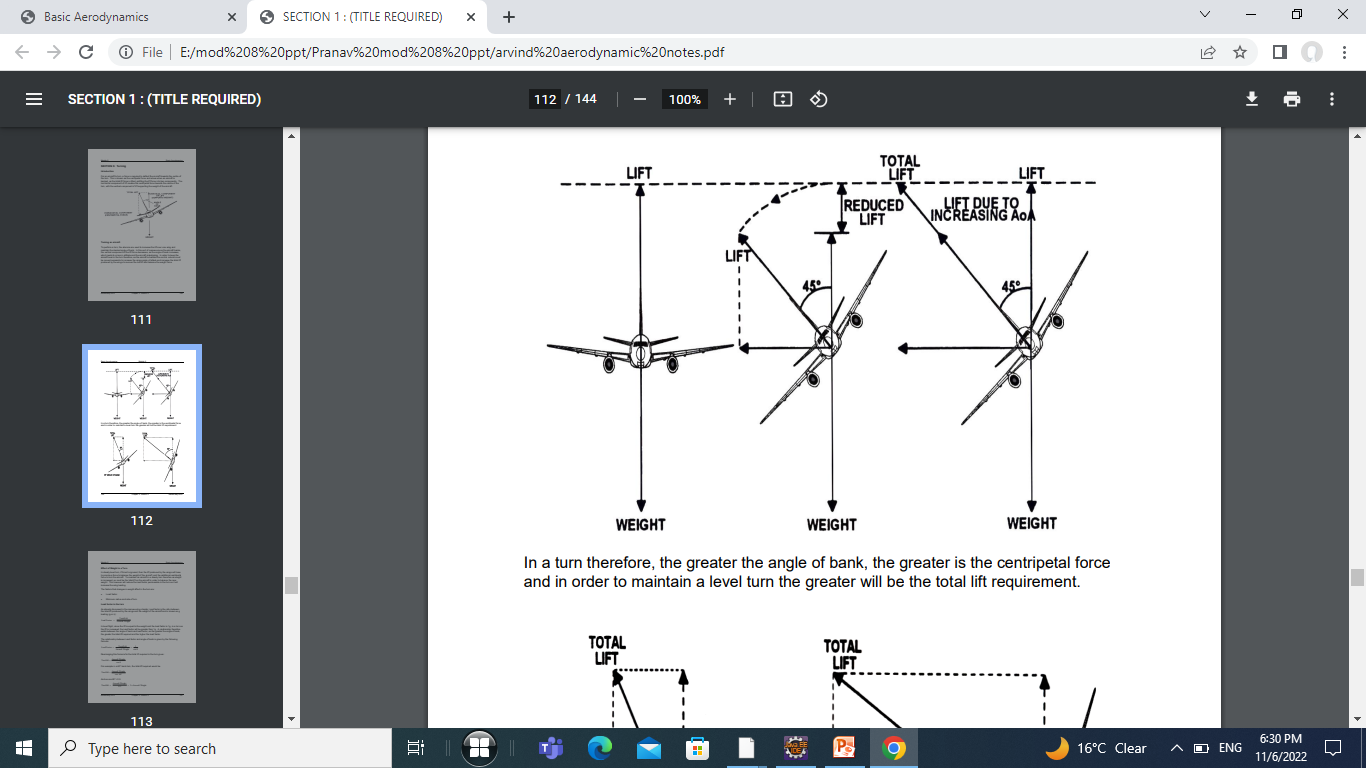 Basic Aerodynamics
SECTION 1 : (TITLE REQUIRED)
File
E:/mod%208%20ppt/Pranav%20mod%208%20ppt/arvind%20aerodynamic%20notes.pdf
SECTION 1 : (TITLE REQUIRED)
112 / 144
100%
111
112
113
LIFT
TOTAL
LIFT
LIFT
REDUCED
LIFT
LIFT DUE TO
INCREASING AoA
LIFT
45°
45°
WEIGHT
WEIGHT
WEIGHT
In a turn therefore, the greater the angle of bank, the greater is the centripetal force
and in order to maintain a level turn the greater will be the total lift requirement.
TOTAL
LIFT
TOTAL
LIFT
Type here to search
16°C Clear
ENG
6:30 PM
11/6/2022